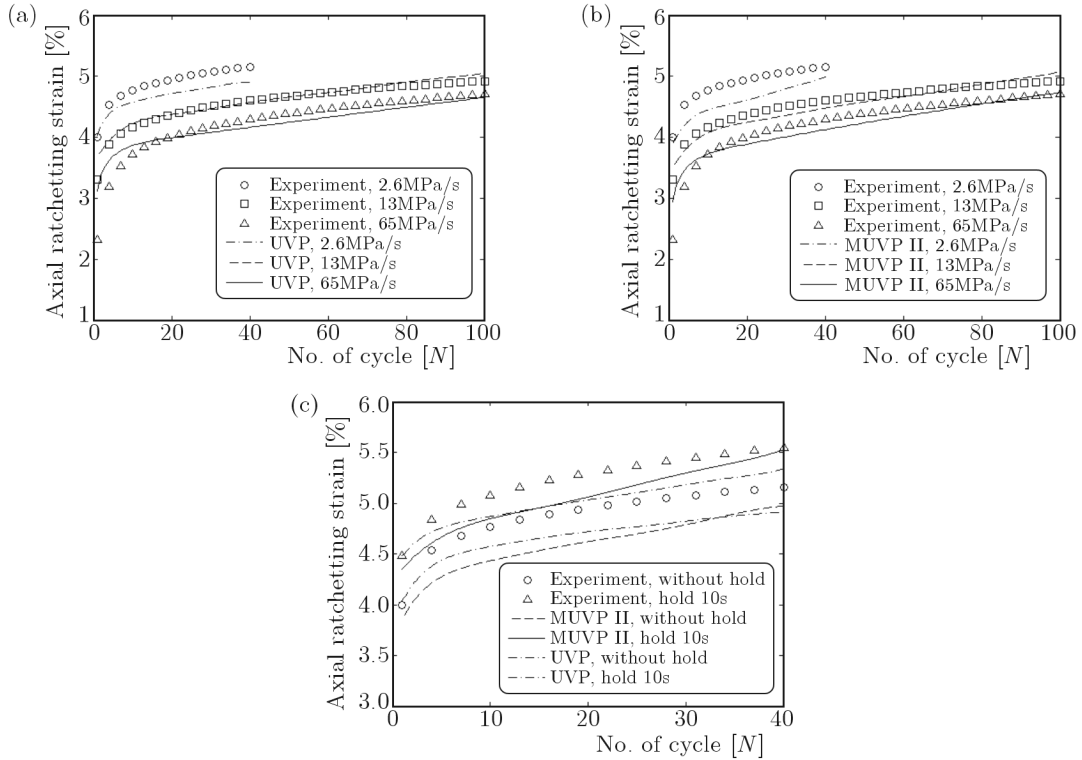 (a)
Axial ratchetting strain [%]
6
5
4
3
2
1
0
20
40
60
80
100
No. of cycle [N]
Experiment, 2.6MPa/s
Experiment, 13MPa/s
Experiment, 65MPa/s
UVP, 2.6MPa/s
UVP, 13MPa/s
UVP, 65MPa/s
(b)
Axial ratchetting strain [%]
6
5
4
3
2
1
0
20
40
60
80
100
No. of cycle [N]
Experiment, 2.6MPa/s
Experiment, 13MPa/s
Experiment, 65MPa/s
MUVP II, 2.6MPa/s
MUVP II, 13MPa/s
MUVP II, 65MPa/s
(c)
Axial ratchetting strain [%]
6.0
5.5
5.0
4.5
4.0
3.5
3.0
0
10
20
30
40
No. of cycle [N]
Experiment, without hold
Experiment, hold 10s
MUVP II, without hold
MUVP II, hold 10s
UVP, without hold
UVP, hold 10s